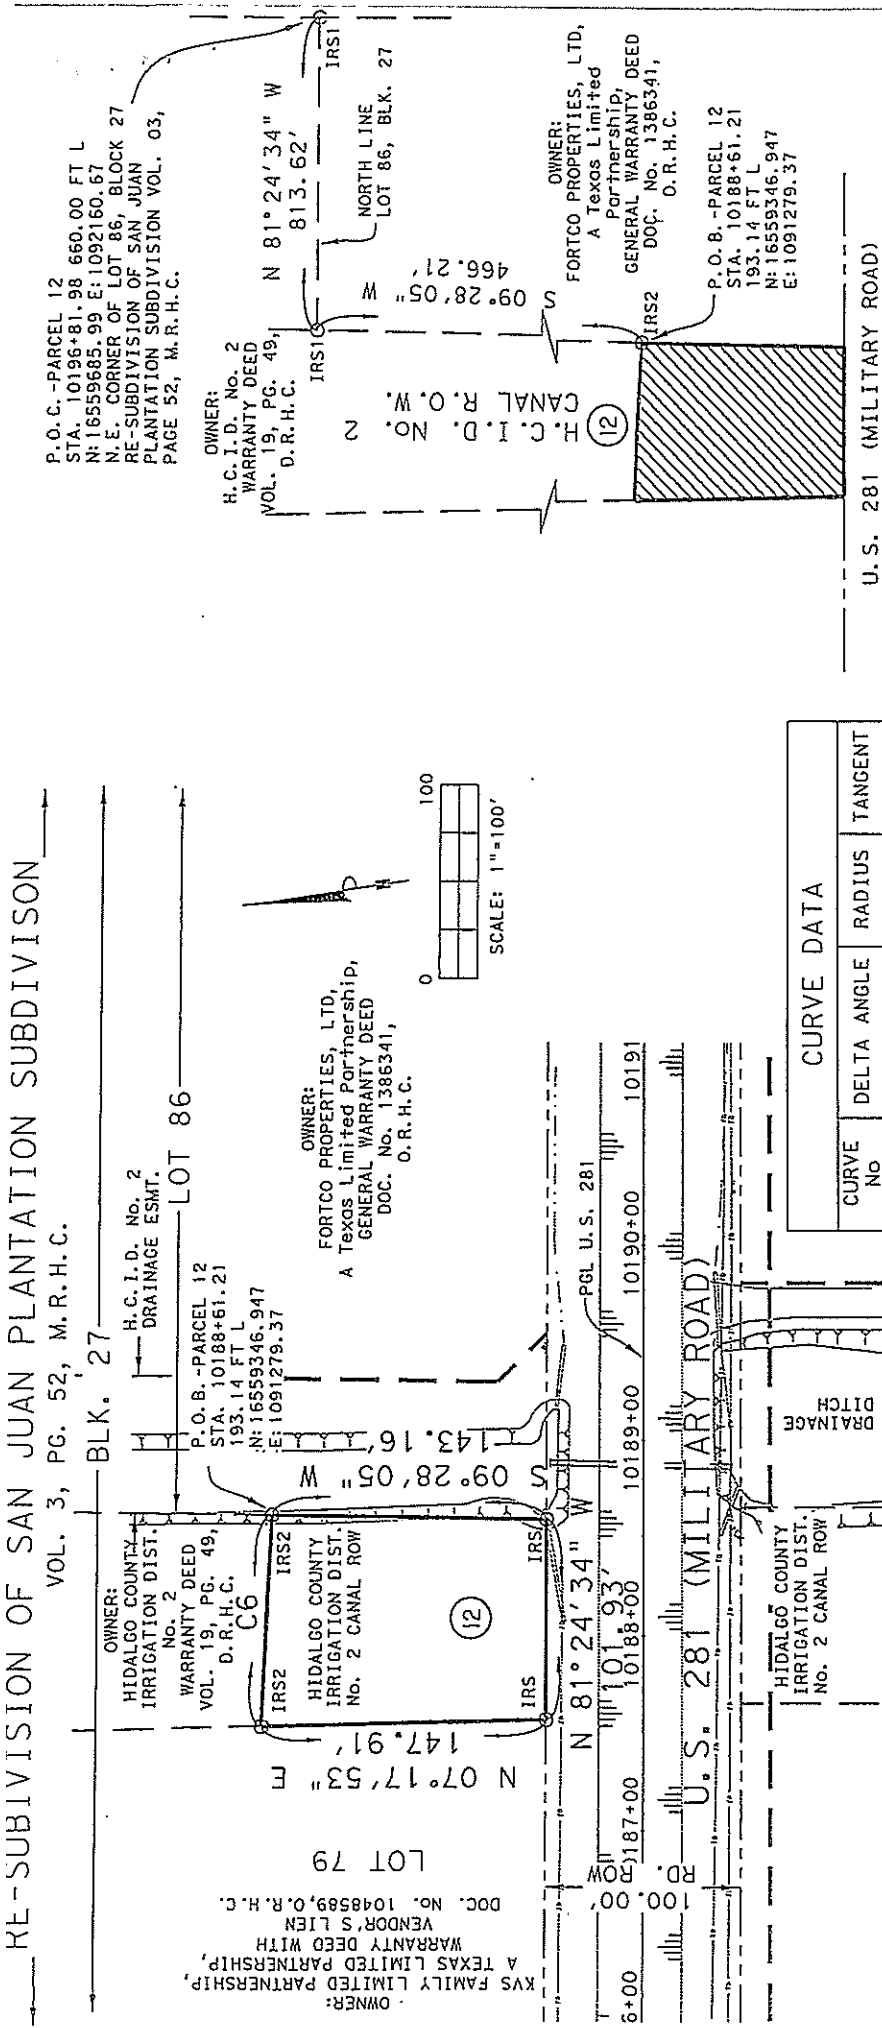 RE-SUBIVISION OF SAN JUAN PLANTATION SUBDIVISON
VOL. 3, PG. 52, M.R.H.C.
BLK. 27
LOT 86
H.C.I.D. No. 2
DRAINAGE ESMT.
OWNER:
HIDALGO COUNTY
IRRIGATION DIST.
No. 2
WARRANTY DEED
VOL. 19, PG. 49,
D.R.H.C.
C6
P.O.B.-PARCEL 12
STA. 10188+61.21
193.14 FT L
N:16559346.947
E:1091279.37
IRS2
IRS2
HIDALGO COUNTY
IRRIGATION DIST.
No. 2 CANAL ROW
12
IRS
IRS
S 09°28'05" W
143.16'
N 07°17'53" E
147.91'
N 81°24'34" W
101.93'
OWNER:
KVS FAMILY LIMITED PARTNERSHIP,
A TEXAS LIMITED PARTNERSHIP,
WARRANTY DEED WITH
VENDOR'S LIEN
DOC. No. 1048589,O.R.H.C.
LOT 79
OWNER:
FORTCO PROPERTIES, LTD,
A Texas Limited Partnership,
GENERAL WARRANTY DEED
DOC. No. 1386341,
O.R.H.C.
0
100
SCALE: 1"=100'
PGL U.S. 281
6+00
)187+00
10188+00
10189+00
10190+00
10191
100.00'
RD.
ROW
U.S. 281 (MILITARY ROAD)
HIDALGO COUNTY
IRRIGATION DIST.
No. 2 CANAL ROW
DRAINAGE
DITCH
CURVE DATA
CURVE
No
DELTA ANGLE
RADIUS
TANGENT
P.O.C.-PARCEL 12
STA. 10196+81.98 660.00 FT L
N:16559685.99 E:1092160.67
N.E. CORNER OF LOT 86, BLOCK 27
RE-SUBDIVISION OF SAN JUAN
PLANTATION SUBDIVISION VOL. 03,
PAGE 52, M.R.H.C.
IRS1
N 81°24'34" W
813.62'
NORTH LINE
LOT 86, BLK. 27
IRS1
OWNER:
H.C.I.D. No. 2
WARRANTY DEED
VOL. 19, PG. 49,
D.R.H.C.
S 09°28'05" W
466.21'
H.C.I.D. No. 2
CANAL R.O.W.
12
OWNER:
FORTCO PROPERTIES, LTD,
A Texas Limited
Partnership,
GENERAL WARRANTY DEED
DOC. No. 1386341,
O.R.H.C.
IRS2
P.O.B.-PARCEL 12
STA. 10188+61.21
193.14 FT L
N:16559346.947
E:1091279.37
U.S. 281 (MILITARY ROAD)